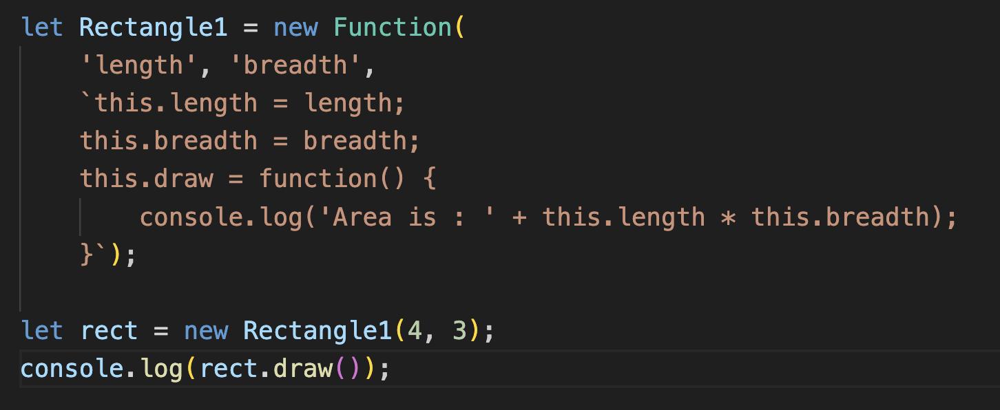 let Rectangle1 = new Function(
    'length', 'breadth',
    `this.length = length;
    this.breadth = breadth;
    this.draw = function() {
        console.log('Area is : ' + this.length * this.breadth);
    }`);
let rect = new Rectangle1(4, 3);
console.log(rect.draw());